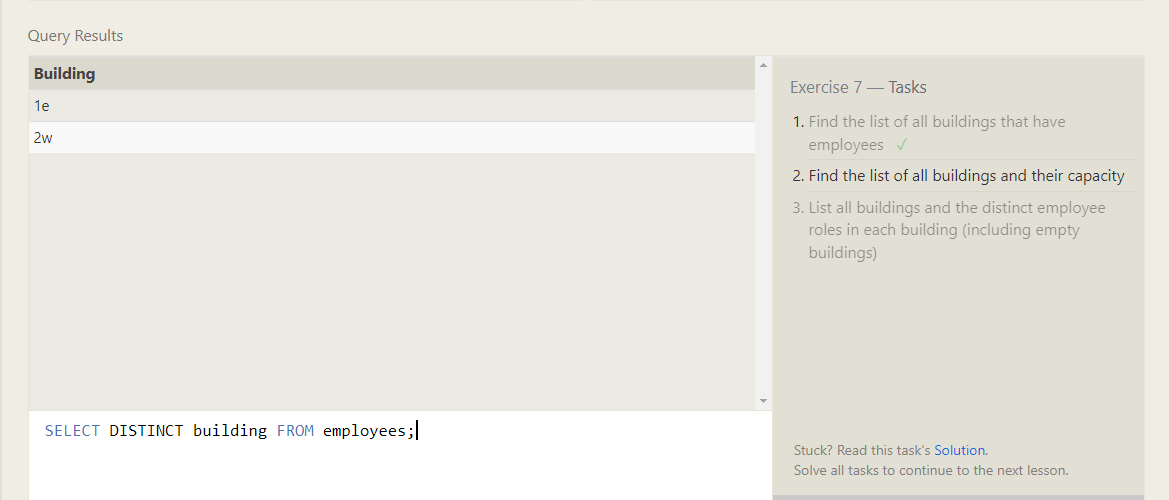 Query Results
Building
1e
2w
SELECT DISTINCT building FROM employees;
Exercise 7 — Tasks
1. Find the list of all buildings that have
employees ✓
2. Find the list of all buildings and their capacity
3. List all buildings and the distinct employee
roles in each building (including empty
buildings)
Stuck? Read this task's Solution.
Solve all tasks to continue to the next lesson.